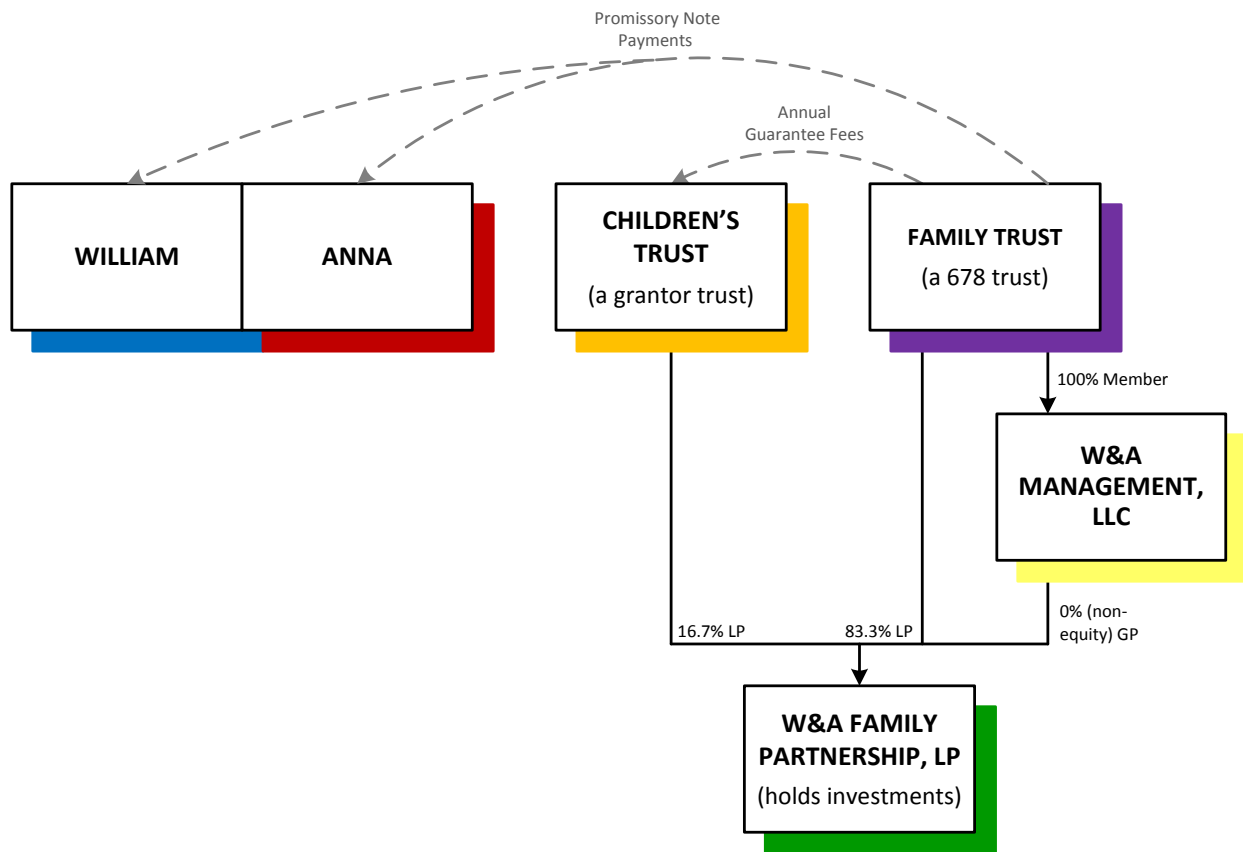 Promissory Note
Payments
Annual
Guarantee Fees
WILLIAM
ANNA
CHILDREN’S
TRUST
(a grantor trust)
FAMILY TRUST
(a 678 trust)
100% Member
W&A
MANAGEMENT,
LLC
16.7% LP
83.3% LP
0% (non-
equity) GP
W&A FAMILY
PARTNERSHIP, LP
(holds investments)